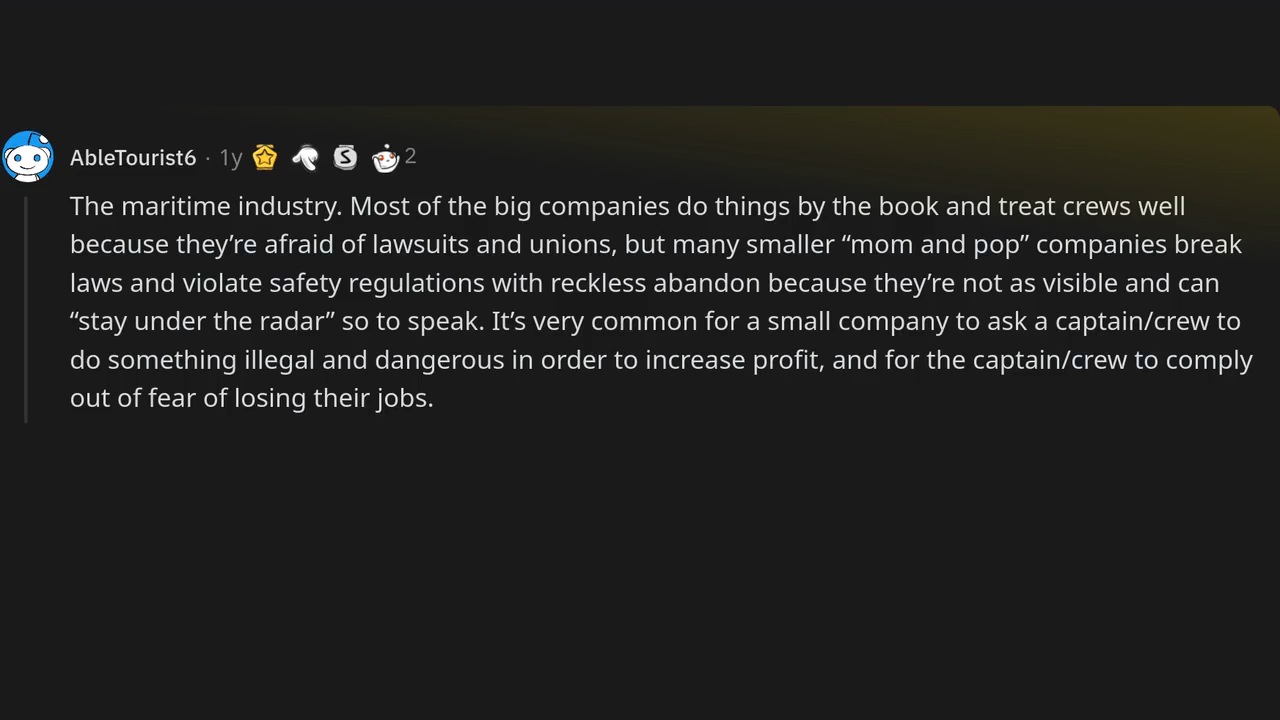 AbleTourist6 · 1y 2
The maritime industry. Most of the big companies do things by the book and treat crews well
because they’re afraid of lawsuits and unions, but many smaller “mom and pop” companies break
laws and violate safety regulations with reckless abandon because they’re not as visible and can
“stay under the radar” so to speak. It’s very common for a small company to ask a captain/crew to
do something illegal and dangerous in order to increase profit, and for the captain/crew to comply
out of fear of losing their jobs.